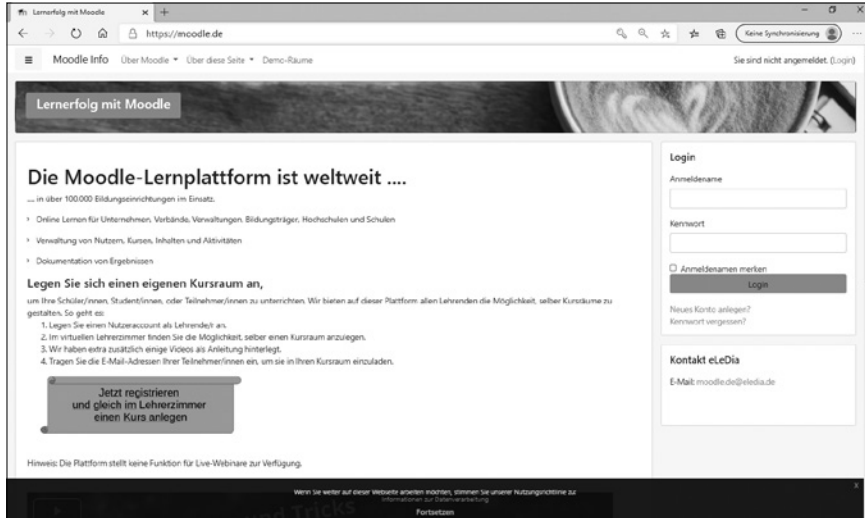 Lernerfolg mit Moodle
https://moodle.de
Keine Synchronisierung
Moodle Info Über Moodle Über diese Seite Demo-Räume Sie sind nicht angemeldet. (Login)
Lernerfolg mit Moodle
Die Moodle-Lernplattform ist weltweit ....
.... in über 100.000 Bildungseinrichtungen im Einsatz.
Online Lernen für Unternehmen, Verbände, Verwaltungen, Bildungsträger, Hochschulen und Schulen
Verwaltung von Nutzern, Kursen, Inhalten und Aktivitäten
Dokumentation von Ergebnissen
Legen Sie sich einen eigenen Kursraum an,
um Ihre Schüler/innen, Student/innen, oder Teilnehmer/innen zu unterrichten. Wir bieten auf dieser Plattform allen Lehrenden die Möglichkeit, selber Kursräume zu
gestalten. So geht es:
1. Legen Sie einen Nutzeraccount als Lehrende/r an.
2. Im virtuellen Lehrerzimmer finden Sie die Möglichkeit, selber einen Kursraum anzulegen.
3. Wir haben extra zusätzlich einige Videos als Anleitung hinterlegt.
4. Tragen Sie die E-Mail-Adressen Ihrer Teilnehmer/innen ein, um sie in Ihren Kursraum einzuladen.
Jetzt registrieren
und gleich im Lehrerzimmer
einen Kurs anlegen
Hinweis: Die Plattform stellt keine Funktion für Live-Webinare zur Verfügung.
Login
Anmeldename
Kennwort
Anmeldenamen merken
Login
Neues Konto anlegen?
Kennwort vergessen?
Kontakt eLeDia
E-Mail: moodle.de@eledia.de
Wenn Sie weiter auf dieser Webseite arbeiten möchten, stimmen Sie unserer Nutzungsrichtlinie zu:
Informationen zur Datenverarbeitung
Fortsetzen
x
und Tricks